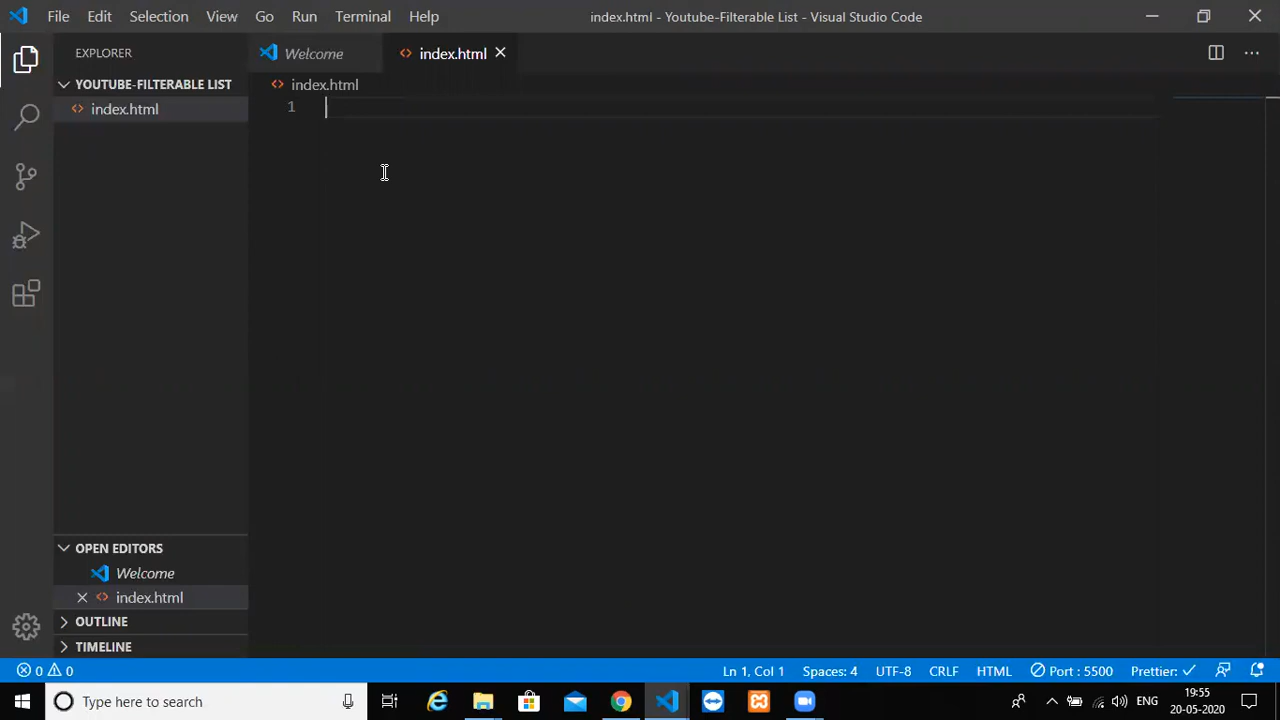 File Edit Selection View Go Run Terminal Help
index.html - Youtube-Filterable List - Visual Studio Code
EXPLORER
Welcome
index.html
YOUTUBE-FILTERABLE LIST
index.html
index.html
1
OPEN EDITORS
Welcome
index.html
OUTLINE
TIMELINE
0 0
Ln 1, Col 1
Spaces: 4
UTF-8
CRLF
HTML
Port : 5500
Prettier:
Type here to search
ENG
19:55
20-05-2020